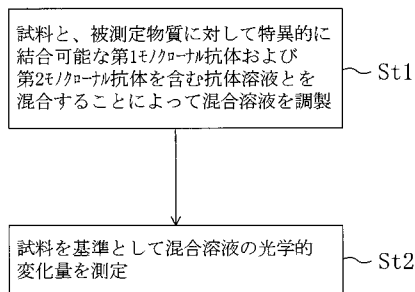 試料と、被測定物質に対して特異的に
結合可能な第1ﾓﾉｸﾛｰﾅﾙ抗体および
第2ﾓﾉｸﾛｰﾅﾙ抗体を含む抗体溶液とを
混合することによって混合溶液を調製
St1
試料を基準として混合溶液の光学的
変化量を測定
St2